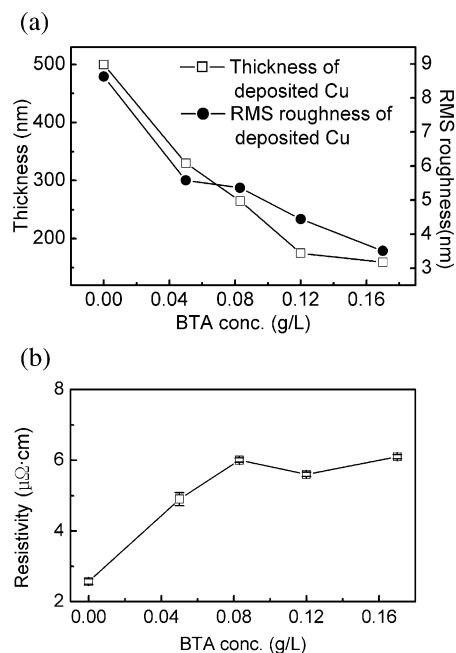 (a)
500
400
300
200
Thickness (nm)
Thickness of
deposited Cu
RMS roughness of
deposited Cu
9
8
7
6
5
4
3
RMS
roughness(nm)
0.00 0.04 0.08 0.12 0.16
BTA conc. (g/L)
(b)
8
6
4
2
Resistivity (μΩ·cm)
0.00 0.04 0.08 0.12 0.16
BTA conc. (g/L)